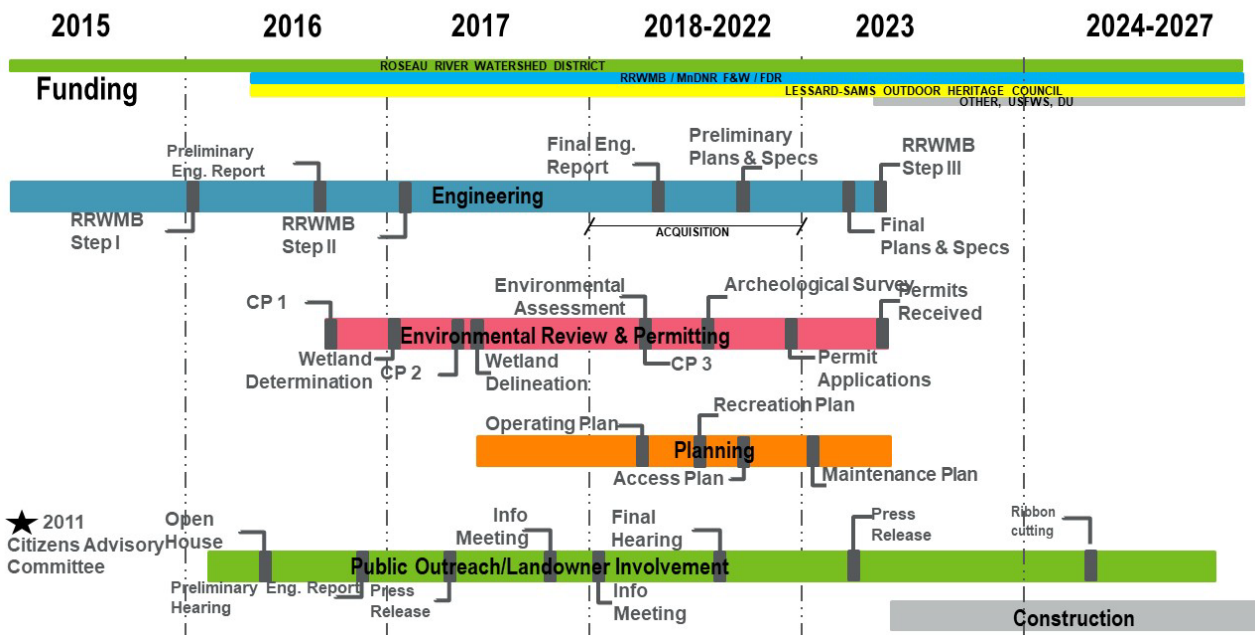 2015 2016 2017 2018-2022 2023 2024-2027
ROSEAU RIVER WATERSHED DISTRICT
Funding
RRWMB / MnDNR F&W / FDR
LESSARD-SAMS OUTDOOR HERITAGE COUNCIL
OTHER, USFWS, DU
Preliminary
Eng. Report
Final Eng.
Report
Preliminary
Plans & Specs
RRWMB
Step III
Engineering
RRWMB
Step I
RRWMB
Step II
ACQUISITION
Final
Plans & Specs
CP 1
Environmental
Assessment
Archeological Survey
Permits
Received
Environmental Review & Permitting
Wetland
Determination
CP 2
Wetland
Delineation
CP 3
Permit
Applications
Operating Plan
Recreation Plan
Planning
Access Plan
Maintenance Plan
2011
Citizens Advisory
Committee
Open
House
Info
Meeting
Final
Hearing
Press
Release
Ribbon
cutting
Public Outreach/Landowner Involvement
Preliminary Eng. Report
Hearing
Press
Release
Info
Meeting
Construction